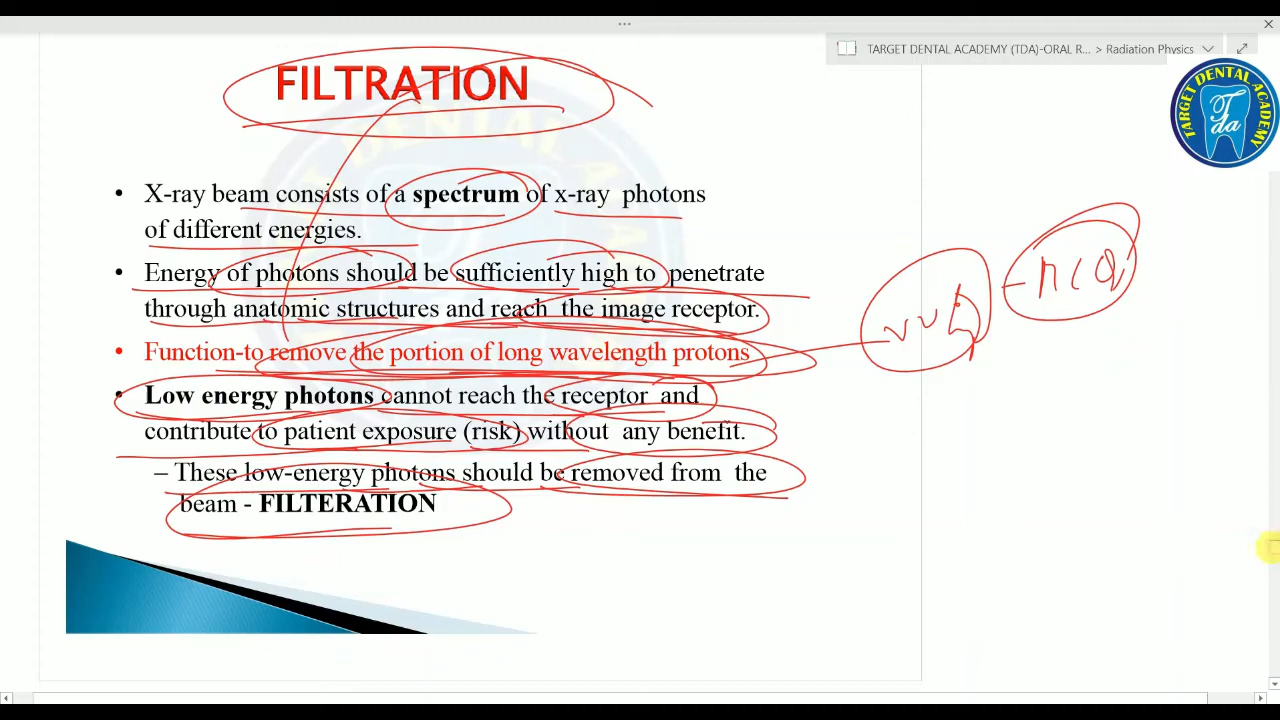 TARGET DENTAL ACADEMY (TDA)-ORAL R... > Radiation Physics
TARGET DENTAL ACADEMY
Tda
FILTRATION
• X-ray beam consists of a spectrum of x-ray photons
of different energies.
• Energy of photons should be sufficiently high to penetrate
through anatomic structures and reach the image receptor.
• Function-to remove the portion of long wavelength protons
- MCQ
• Low energy photons cannot reach the receptor and
contribute to patient exposure (risk) without any benefit.
– These low-energy photons should be removed from the
beam - FILTERATION